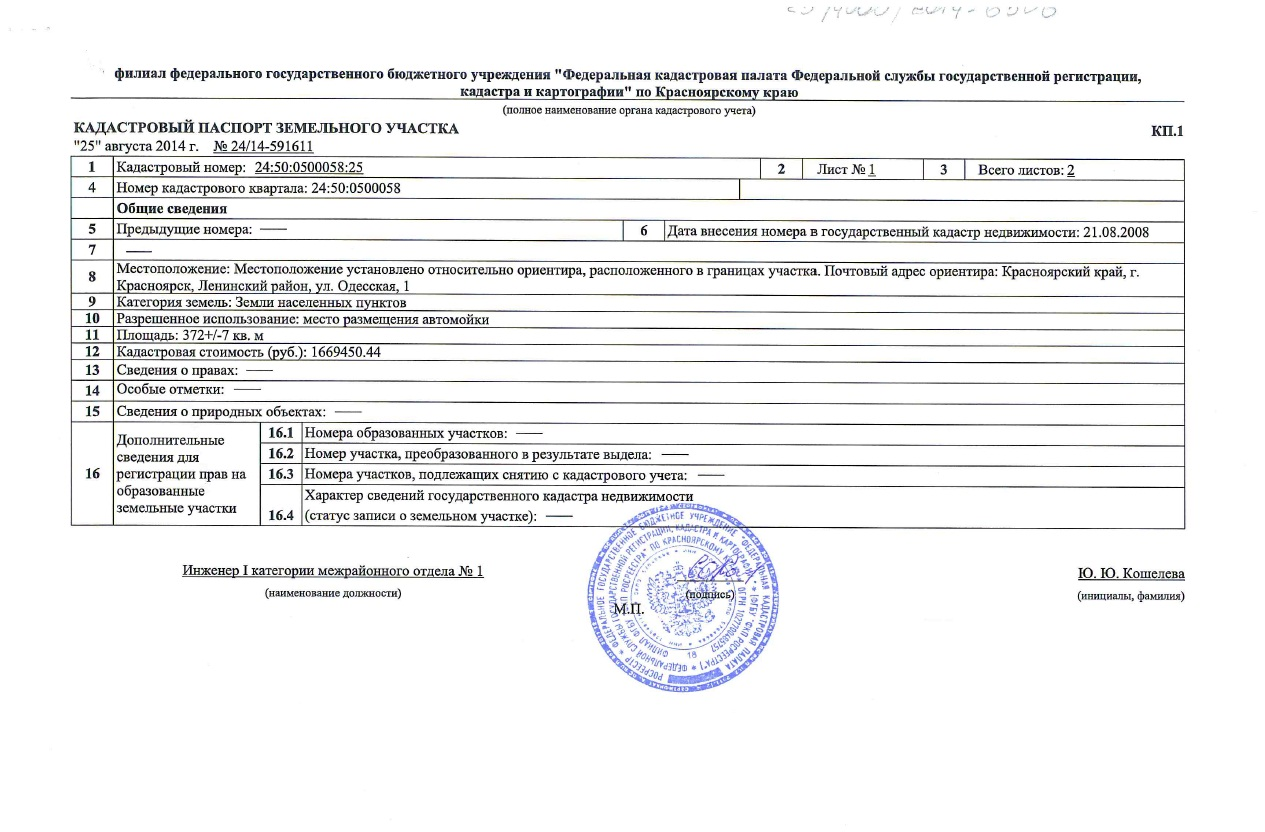 филиал федерального государственного бюджетного учреждения "Федеральная кадастровая палата Федеральной службы государственной регистрации,
кадастра и картографии" по Красноярскому краю
(полное наименование органа кадастрового учета)
КАДАСТРОВЫЙ ПАСПОРТ ЗЕМЕЛЬНОГО УЧАСТКА КП.1
"25" августа 2014 г. № 24/14-591611
1 Кадастровый номер: 24:50:0500058:25 2 Лист № 1 3 Всего листов: 2
4 Номер кадастрового квартала: 24:50:0500058
Общие сведения
5 Предыдущие номера: —— 6 Дата внесения номера в государственный кадастр недвижимости: 21.08.2008
7 ——
8 Местоположение: Местоположение установлено относительно ориентира, расположенного в границах участка. Почтовый адрес ориентира: Красноярский край, г.
Красноярск, Ленинский район, ул. Одесская, 1
9 Категория земель: Земли населенных пунктов
10 Разрешенное использование: место размещения автомойки
11 Площадь: 372+/-7 кв. м
12 Кадастровая стоимость (руб.): 1669450.44
13 Сведения о правах: ——
14 Особые отметки: ——
15 Сведения о природных объектах: ——
16 Дополнительные
сведения для
регистрации прав на
образованные
земельные участки
16.1 Номера образованных участков: ——
16.2 Номер участка, преобразованного в результате выдела: ——
16.3 Номера участков, подлежащих снятию с кадастрового учета: ——
Характер сведений государственного кадастра недвижимости
16.4 (статус записи о земельном участке): ——
Инженер I категории межрайонного отдела № 1 Ю. Ю. Кошелева
(наименование должности) (подпись) (инициалы, фамилия)
М.П.
18